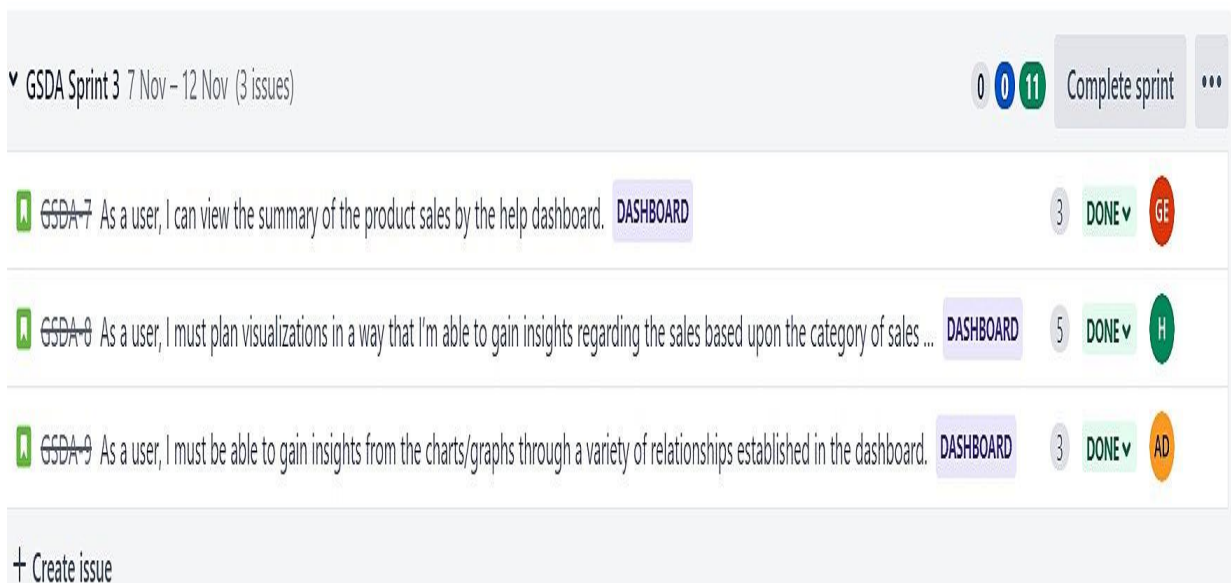 GSDA Sprint 3 7 Nov – 12 Nov (3 issues) 0 0 11 Complete sprint
GSDA-7 As a user, I can view the summary of the product sales by the help dashboard. DASHBOARD 3 DONE GE
GSDA-8 As a user, I must plan visualizations in a way that I'm able to gain insights regarding the sales based upon the category of sales ... DASHBOARD 5 DONE H
GSDA-9 As a user, I must be able to gain insights from the charts/graphs through a variety of relationships established in the dashboard. DASHBOARD 3 DONE AD
+ Create issue